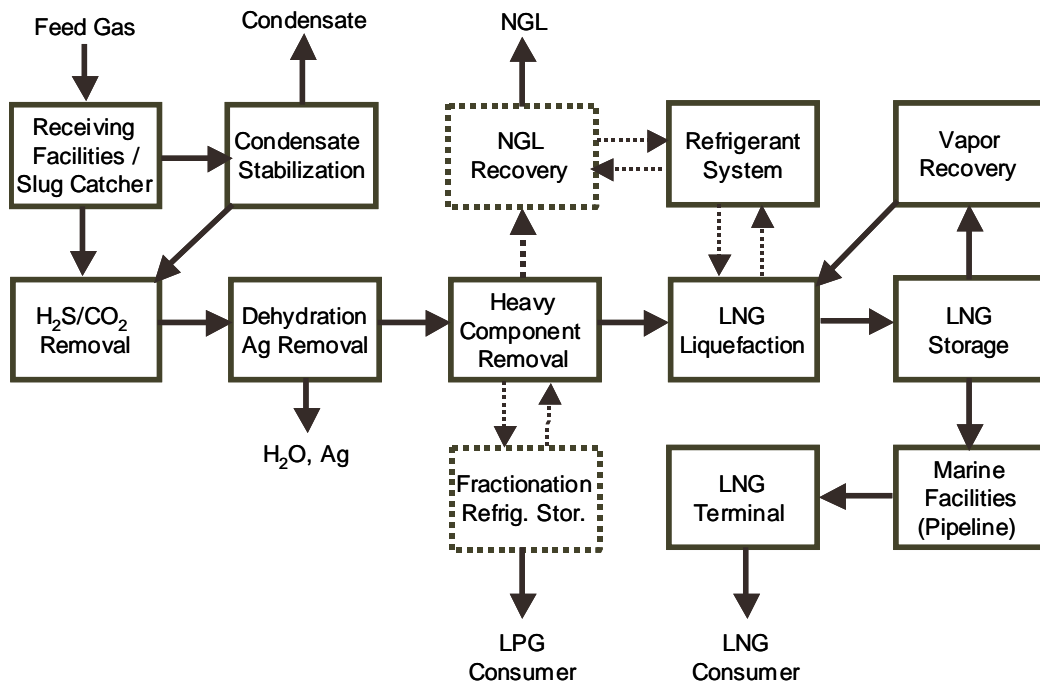 Feed Gas
Condensate
NGL
Receiving
Facilities /
Slug Catcher
Condensate
Stabilization
NGL
Recovery
Refrigerant
System
Vapor
Recovery
H₂S/CO₂
Removal
Dehydration
Ag Removal
Heavy
Component
Removal
LNG
Liquefaction
LNG
Storage
H₂O, Ag
Fractionation
Refrig. Stor.
LNG
Terminal
Marine
Facilities
(Pipeline)
LPG
Consumer
LNG
Consumer